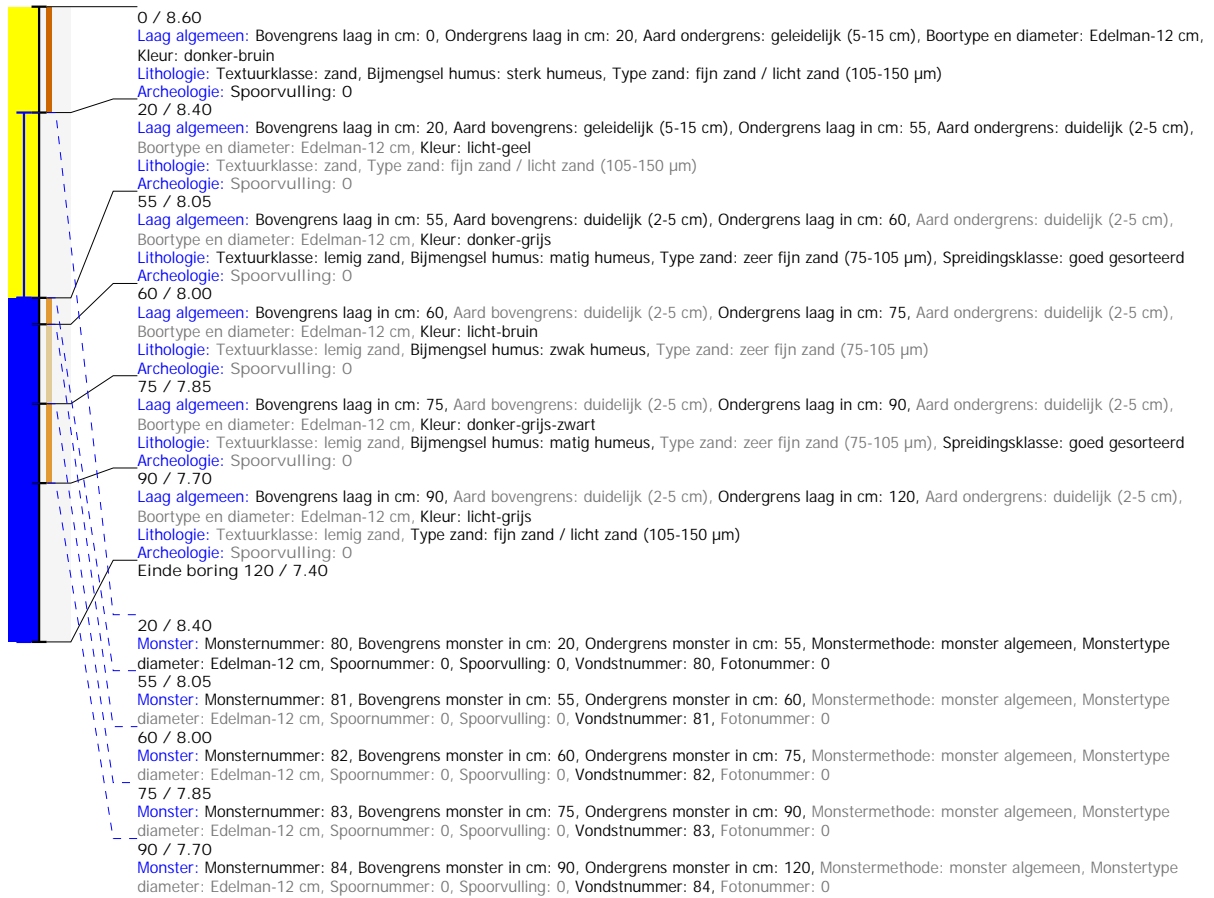 0 / 8.60
Laag algemeen: Bovengrens laag in cm: 0, Ondergrens laag in cm: 20, Aard ondergrens: geleidelijk (5-15 cm), Boortype en diameter: Edelman-12 cm,
Kleur: donker-bruin
Lithologie: Textuurklasse: zand, Bijmengsel humus: sterk humeus, Type zand: fijn zand / licht zand (105-150 µm)
Archeologie: Spoorvulling: 0
20 / 8.40
Laag algemeen: Bovengrens laag in cm: 20, Aard bovengrens: geleidelijk (5-15 cm), Ondergrens laag in cm: 55, Aard ondergrens: duidelijk (2-5 cm),
Boortype en diameter: Edelman-12 cm, Kleur: licht-geel
Lithologie: Textuurklasse: zand, Type zand: fijn zand / licht zand (105-150 µm)
Archeologie: Spoorvulling: 0
55 / 8.05
Laag algemeen: Bovengrens laag in cm: 55, Aard bovengrens: duidelijk (2-5 cm), Ondergrens laag in cm: 60, Aard ondergrens: duidelijk (2-5 cm),
Boortype en diameter: Edelman-12 cm, Kleur: donker-grijs
Lithologie: Textuurklasse: lemig zand, Bijmengsel humus: matig humeus, Type zand: zeer fijn zand (75-105 µm), Spreidingsklasse: goed gesorteerd
Archeologie: Spoorvulling: 0
60 / 8.00
Laag algemeen: Bovengrens laag in cm: 60, Aard bovengrens: duidelijk (2-5 cm), Ondergrens laag in cm: 75, Aard ondergrens: duidelijk (2-5 cm),
Boortype en diameter: Edelman-12 cm, Kleur: licht-bruin
Lithologie: Textuurklasse: lemig zand, Bijmengsel humus: zwak humeus, Type zand: zeer fijn zand (75-105 µm)
Archeologie: Spoorvulling: 0
75 / 7.85
Laag algemeen: Bovengrens laag in cm: 75, Aard bovengrens: duidelijk (2-5 cm), Ondergrens laag in cm: 90, Aard ondergrens: duidelijk (2-5 cm),
Boortype en diameter: Edelman-12 cm, Kleur: donker-grijs-zwart
Lithologie: Textuurklasse: lemig zand, Bijmengsel humus: matig humeus, Type zand: zeer fijn zand (75-105 µm), Spreidingsklasse: goed gesorteerd
Archeologie: Spoorvulling: 0
90 / 7.70
Laag algemeen: Bovengrens laag in cm: 90, Aard bovengrens: duidelijk (2-5 cm), Ondergrens laag in cm: 120, Aard ondergrens: duidelijk (2-5 cm),
Boortype en diameter: Edelman-12 cm, Kleur: licht-grijs
Lithologie: Textuurklasse: lemig zand, Type zand: fijn zand / licht zand (105-150 µm)
Archeologie: Spoorvulling: 0
Einde boring 120 / 7.40
20 / 8.40
Monster: Monsternummer: 80, Bovengrens monster in cm: 20, Ondergrens monster in cm: 55, Monstermethode: monster algemeen, Monstertype
diameter: Edelman-12 cm, Spoornummer: 0, Spoorvulling: 0, Vondstnummer: 80, Fotonummer: 0
55 / 8.05
Monster: Monsternummer: 81, Bovengrens monster in cm: 55, Ondergrens monster in cm: 60, Monstermethode: monster algemeen, Monstertype
diameter: Edelman-12 cm, Spoornummer: 0, Spoorvulling: 0, Vondstnummer: 81, Fotonummer: 0
60 / 8.00
Monster: Monsternummer: 82, Bovengrens monster in cm: 60, Ondergrens monster in cm: 75, Monstermethode: monster algemeen, Monstertype
diameter: Edelman-12 cm, Spoornummer: 0, Spoorvulling: 0, Vondstnummer: 82, Fotonummer: 0
75 / 7.85
Monster: Monsternummer: 83, Bovengrens monster in cm: 75, Ondergrens monster in cm: 90, Monstermethode: monster algemeen, Monstertype
diameter: Edelman-12 cm, Spoornummer: 0, Spoorvulling: 0, Vondstnummer: 83, Fotonummer: 0
90 / 7.70
Monster: Monsternummer: 84, Bovengrens monster in cm: 90, Ondergrens monster in cm: 120, Monstermethode: monster algemeen, Monstertype
diameter: Edelman-12 cm, Spoornummer: 0, Spoorvulling: 0, Vondstnummer: 84, Fotonummer: 0